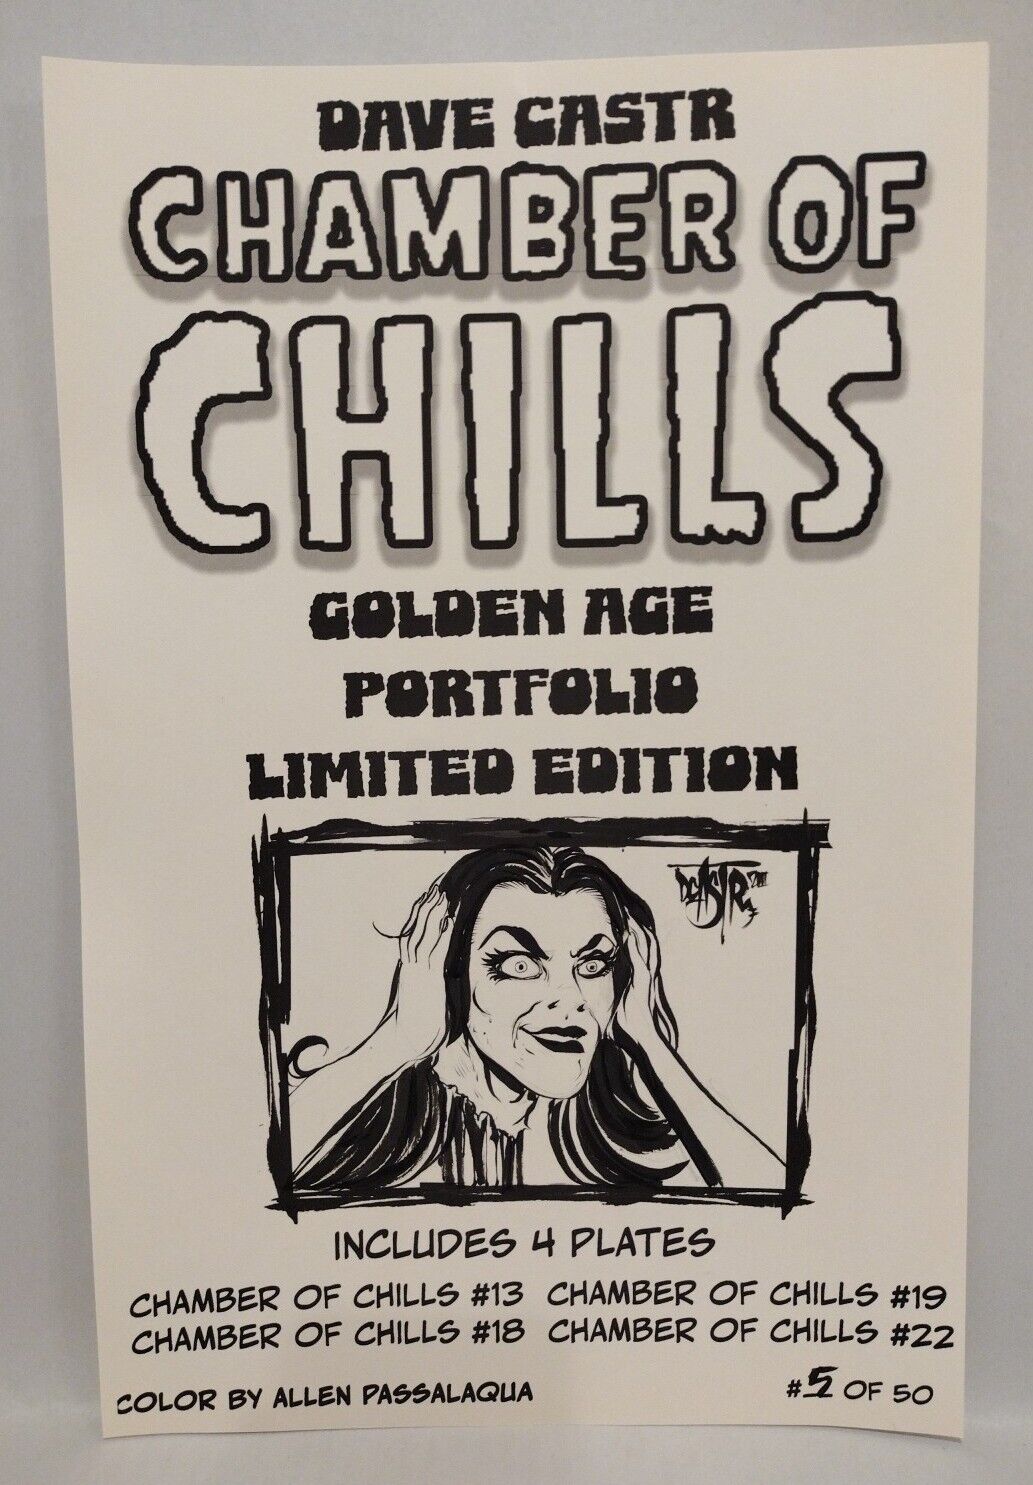 DAVE CASTR
CHAMBER OF
CHILLS
GOLDEN AGE
PORTFOLIO
LIMITED EDITION
DCASTR
INCLUDES 4 PLATES
CHAMBER OF CHILLS #13 CHAMBER OF CHILLS #19
CHAMBER OF CHILLS #18 CHAMBER OF CHILLS #22
COLOR BY ALLEN PASSALAQUA
#5 OF 50